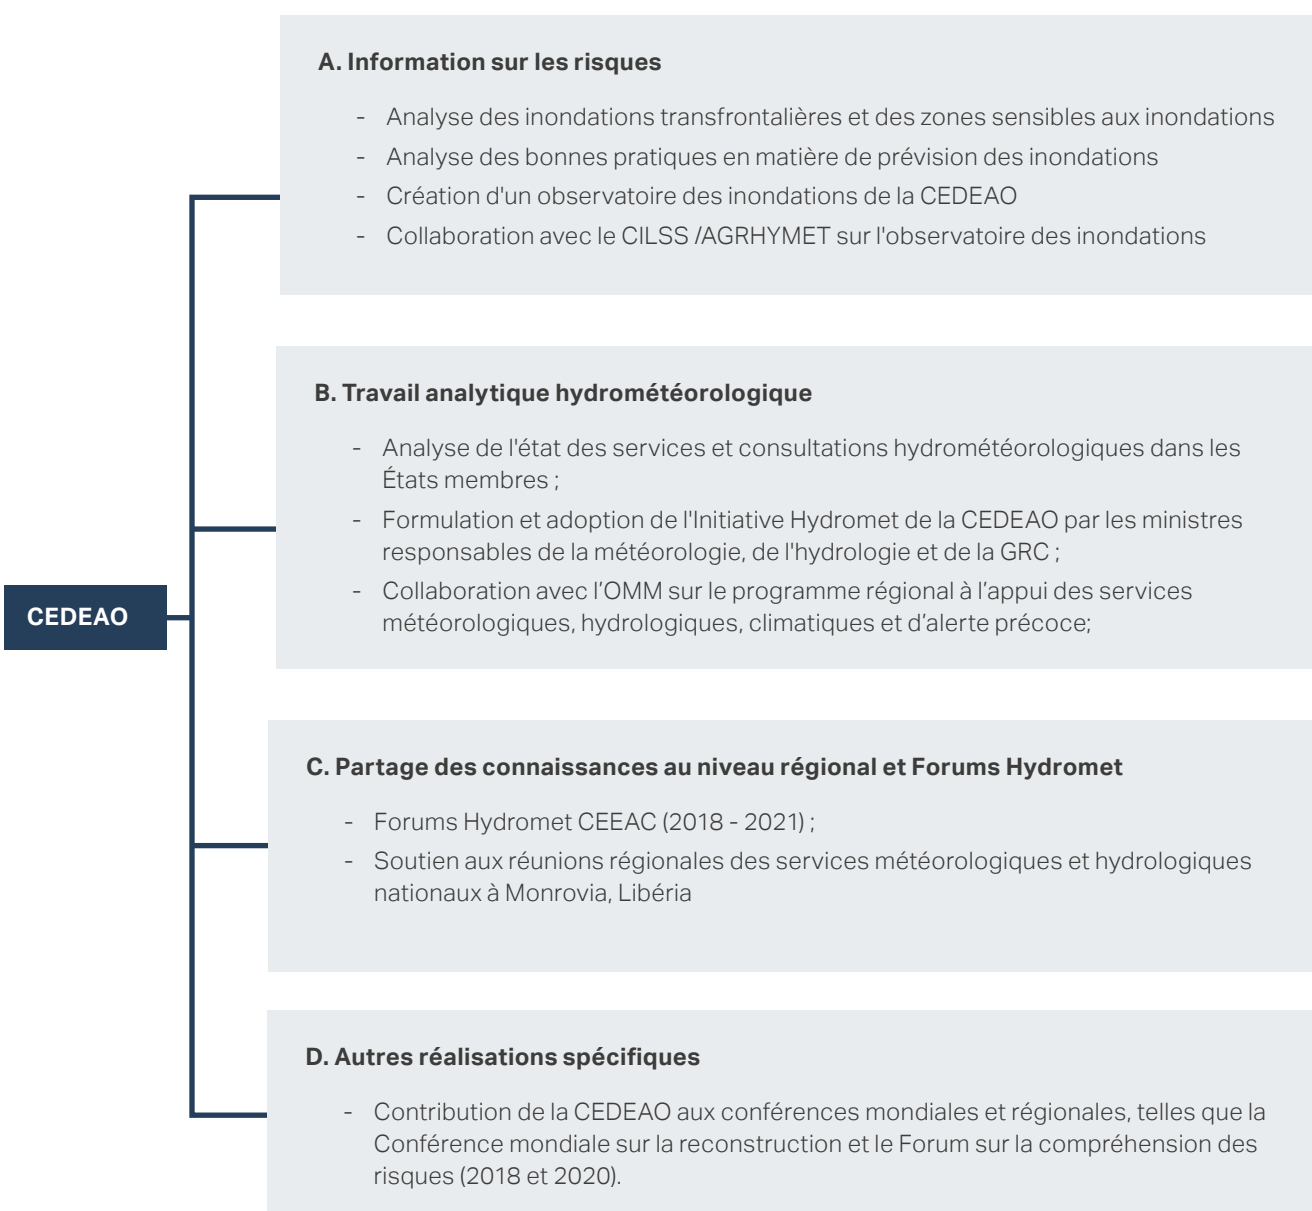 A. Information sur les risques
- Analyse des inondations transfrontalières et des zones sensibles aux inondations
- Analyse des bonnes pratiques en matière de prévision des inondations
- Création d'un observatoire des inondations de la CEDEAO
- Collaboration avec le CILSS /AGRHYMET sur l'observatoire des inondations
B. Travail analytique hydrométéorologique
- Analyse de l'état des services et consultations hydrométéorologiques dans les
États membres ;
- Formulation et adoption de l'Initiative Hydromet de la CEDEAO par les ministres
responsables de la météorologie, de l'hydrologie et de la GRC ;
- Collaboration avec l’OMM sur le programme régional à l’appui des services
météorologiques, hydrologiques, climatiques et d’alerte précoce;
CEDEAO
C. Partage des connaissances au niveau régional et Forums Hydromet
- Forums Hydromet CEEAC (2018 - 2021) ;
- Soutien aux réunions régionales des services météorologiques et hydrologiques
nationaux à Monrovia, Libéria
D. Autres réalisations spécifiques
- Contribution de la CEDEAO aux conférences mondiales et régionales, telles que la
Conférence mondiale sur la reconstruction et le Forum sur la compréhension des
risques (2018 et 2020).